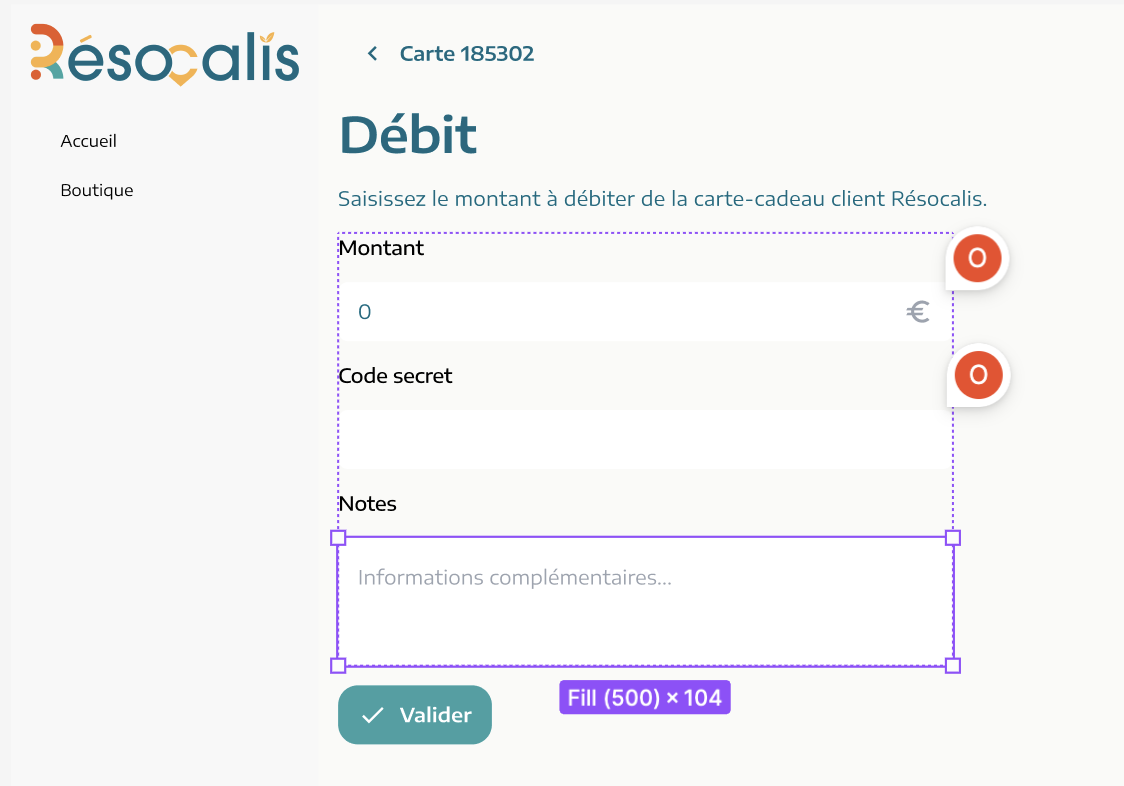 Résocalis
Carte 185302
Accueil
Boutique
Débit
Saisissez le montant à débiter de la carte-cadeau client Résocalis.
Montant
O
0
€
Code secret
O
Notes
Informations complémentaires...
Fill (500) × 104
Valider